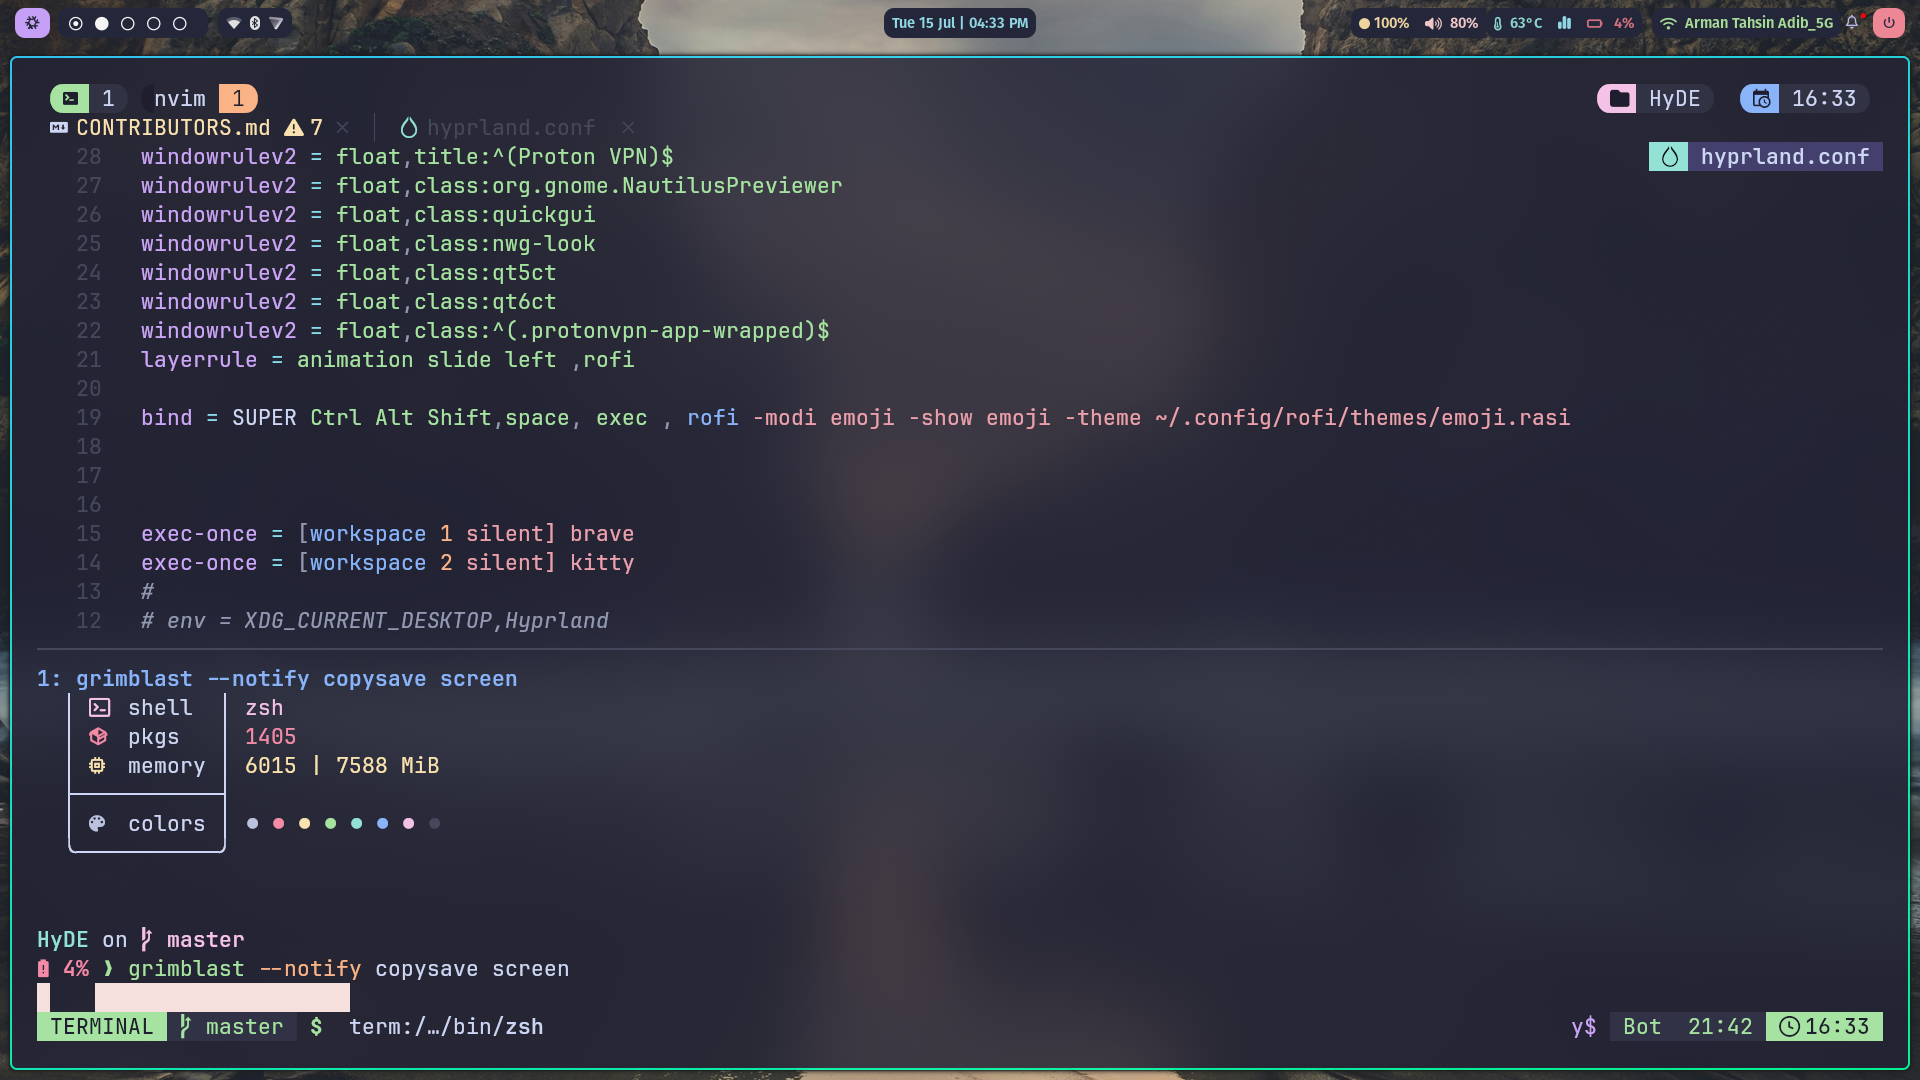 Tue 15 Jul | 04:33 PM
100% 80% 63°C 4% Arman Tahsin Adib_5G
1 nvim 1 HyDE 16:33
CONTRIBUTORS.md 7 × hyprland.conf ×
28 windowrulev2 = float,title:^(Proton VPN)$ hyprland.conf
27 windowrulev2 = float,class:org.gnome.NautilusPreviewer
26 windowrulev2 = float,class:quickgui
25 windowrulev2 = float,class:nwg-look
24 windowrulev2 = float,class:qt5ct
23 windowrulev2 = float,class:qt6ct
22 windowrulev2 = float,class:^(.protonvpn-app-wrapped)$
21 layerrule = animation slide left ,rofi
20
19 bind = SUPER Ctrl Alt Shift,space, exec , rofi -modi emoji -show emoji -theme ~/.config/rofi/themes/emoji.rasi
18
17
16
15 exec-once = [workspace 1 silent] brave
14 exec-once = [workspace 2 silent] kitty
13 #
12 # env = XDG_CURRENT_DESKTOP,Hyprland
1: grimblast --notify copysave screen
shell zsh
pkgs 1405
memory 6015 | 7588 MiB
colors
HyDE on master
4% ❯ grimblast --notify copysave screen
TERMINAL master $ term:/…/bin/zsh y$ Bot 21:42 16:33